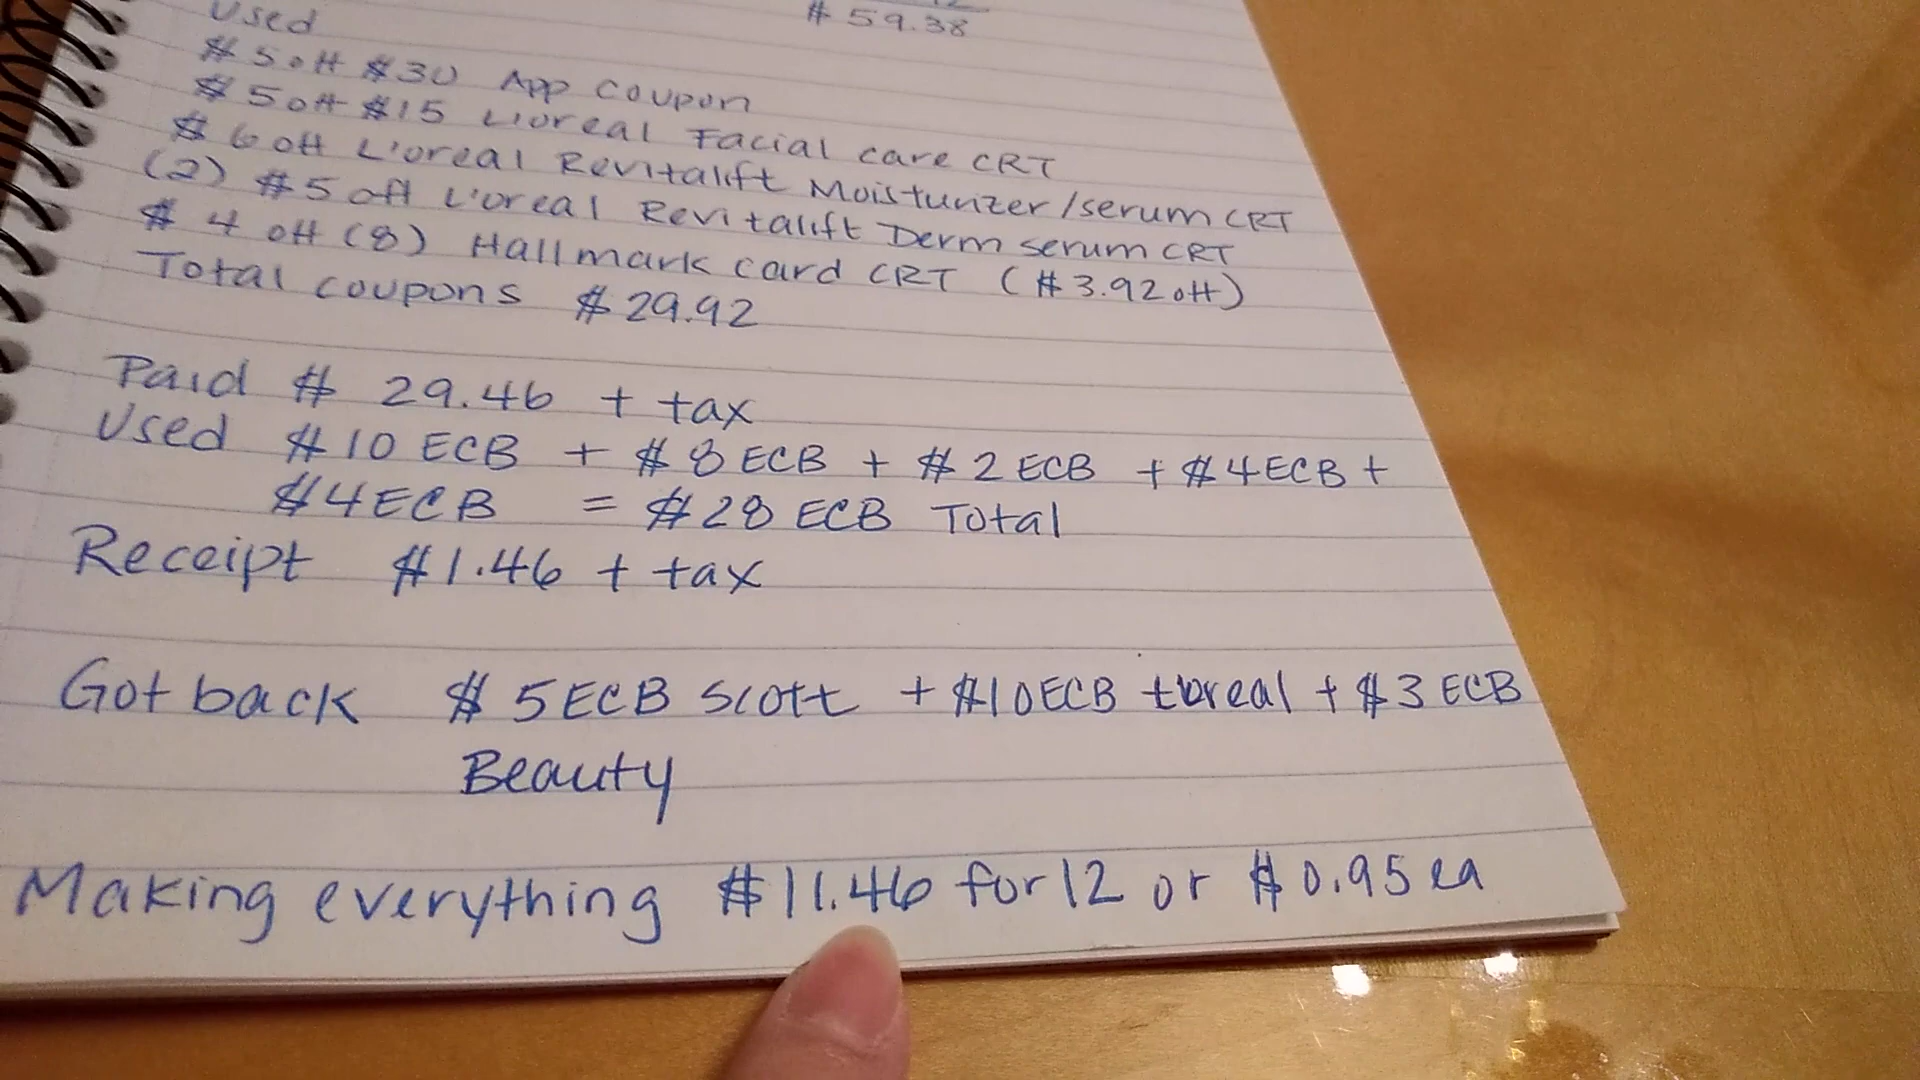 $ 59.38
Used
$ 5 off $30 App coupon
$ 5 off $15 L'oreal Facial care CRT
$ 6 off L'oreal Revitalift Moisturizer/serum CRT
(2) $5 off L'oreal Revitalift Derm serum CRT
$ 4 off (8) Hallmark card CRT ($3.92 off)
Total coupons $29.92
Paid $ 29.46 + tax
Used $10 ECB + $8 ECB + $2 ECB + $4 ECB +
$4 ECB = $28 ECB Total
Receipt $1.46 + tax
Got back $5 ECB Scott + $10 ECB L'oreal + $3 ECB
Beauty
Making everything $11.46 for 12 or $0.95 ea